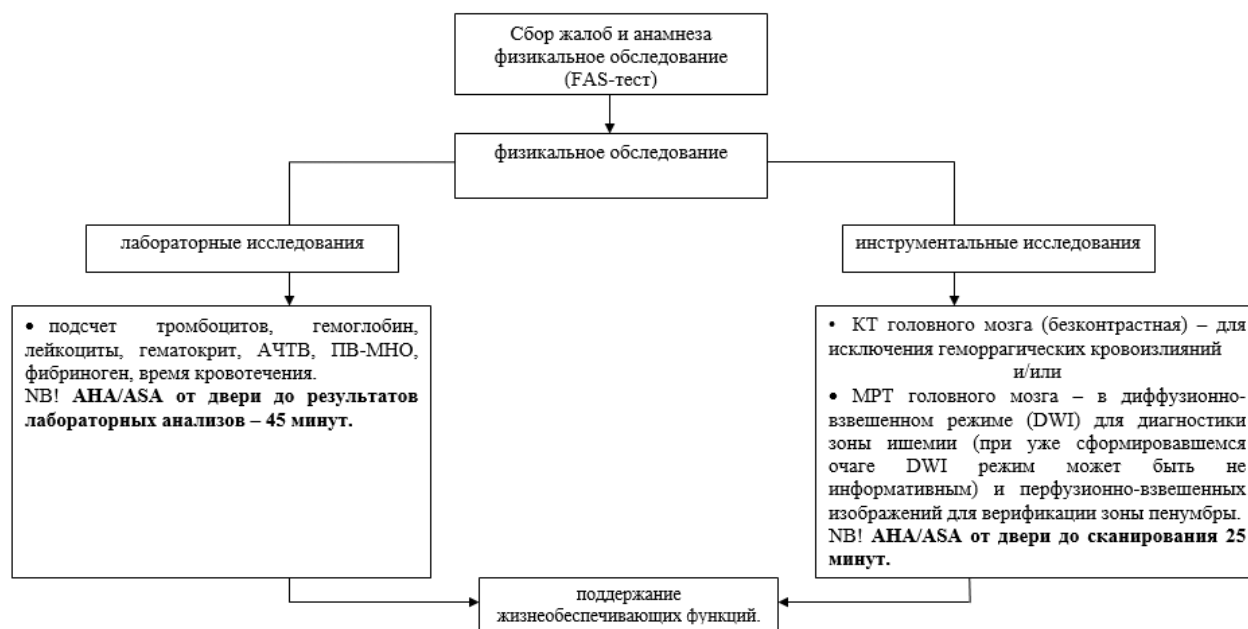 Сбор жалоб и анамнеза
физикальное обследование
(FAS-тест)
физикальное обследование
лабораторные исследования
инструментальные исследования
• подсчет тромбоцитов, гемоглобин,
лейкоциты, гематокрит, АЧТВ, ПВ-МНО,
фибриноген, время кровотечения.
NB! AHA/ASA от двери до результатов
лабораторных анализов – 45 минут.
• КТ головного мозга (безконтрастная) – для
исключения геморрагических кровоизлияний
и/или
• МРТ головного мозга – в диффузионно-
взвешенном режиме (DWI) для диагностики
зоны ишемии (при уже сформировавшемся
очаге DWI режим может быть не
информативным) и перфузионно-взвешенных
изображений для верификации зоны пенумбры.
NB! AHA/ASA от двери до сканирования 25
минут.
поддержание
жизнеобеспечивающих функций.